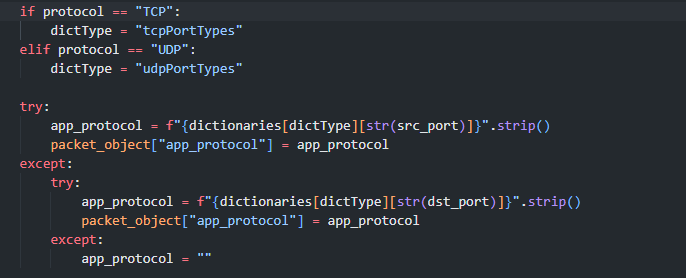 if protocol == "TCP":
    dictType = "tcpPortTypes"
elif protocol == "UDP":
    dictType = "udpPortTypes"

try:
    app_protocol = f"{dictionaries[dictType][str(src_port)]}".strip()
    packet_object["app_protocol"] = app_protocol
except:
    try:
        app_protocol = f"{dictionaries[dictType][str(dst_port)]}".strip()
        packet_object["app_protocol"] = app_protocol
    except:
        app_protocol = ""